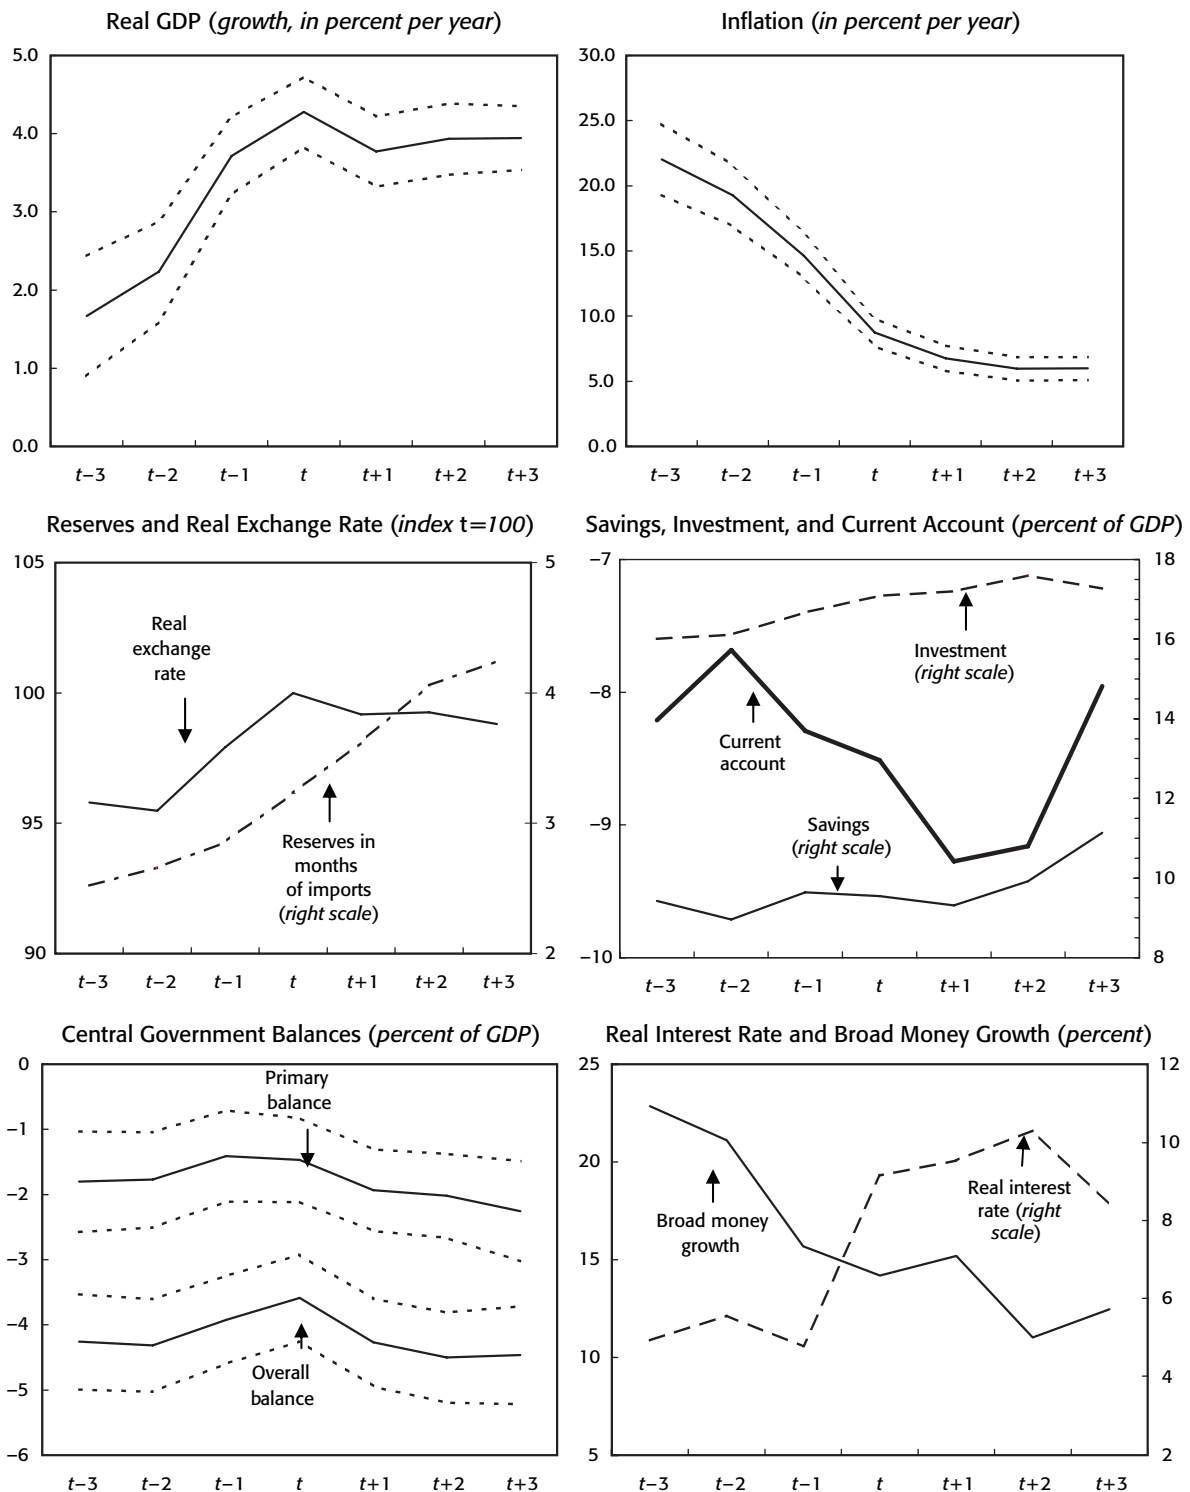 Real GDP (growth, in percent per year)
5.0
4.0
3.0
2.0
1.0
0.0
t–3 t–2 t–1 t t+1 t+2 t+3
Inflation (in percent per year)
30.0
25.0
20.0
15.0
10.0
5.0
0.0
t–3 t–2 t–1 t t+1 t+2 t+3
Reserves and Real Exchange Rate (index t=100)
105
100
95
90
5
4
3
2
Real
exchange
rate
Reserves in
months
of imports
(right scale)
t–3 t–2 t–1 t t+1 t+2 t+3
Savings, Investment, and Current Account (percent of GDP)
–7
–8
–9
–10
18
16
14
12
10
8
Investment
(right scale)
Current
account
Savings
(right scale)
t–3 t–2 t–1 t t+1 t+2 t+3
Central Government Balances (percent of GDP)
0
–1
–2
–3
–4
–5
–6
Primary
balance
Overall
balance
t–3 t–2 t–1 t t+1 t+2 t+3
Real Interest Rate and Broad Money Growth (percent)
25
20
15
10
5
12
10
8
6
4
2
Broad money
growth
Real interest
rate (right
scale)
t–3 t–2 t–1 t t+1 t+2 t+3